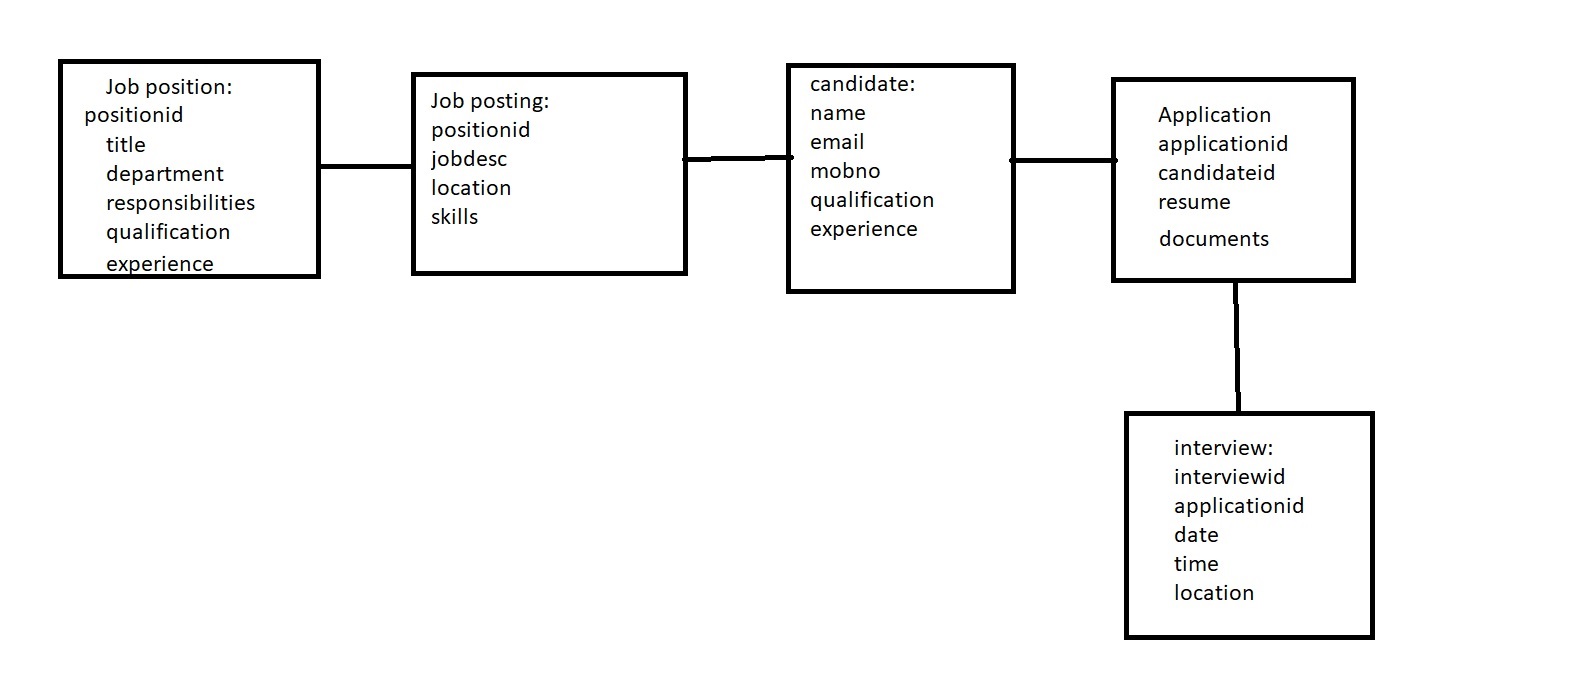 Job position:
positionid
title
department
responsibilities
qualification
experience
Job posting:
positionid
jobdesc
location
skills
candidate:
name
email
mobno
qualification
experience
Application
applicationid
candidateid
resume
documents
interview:
interviewid
applicationid
date
time
location